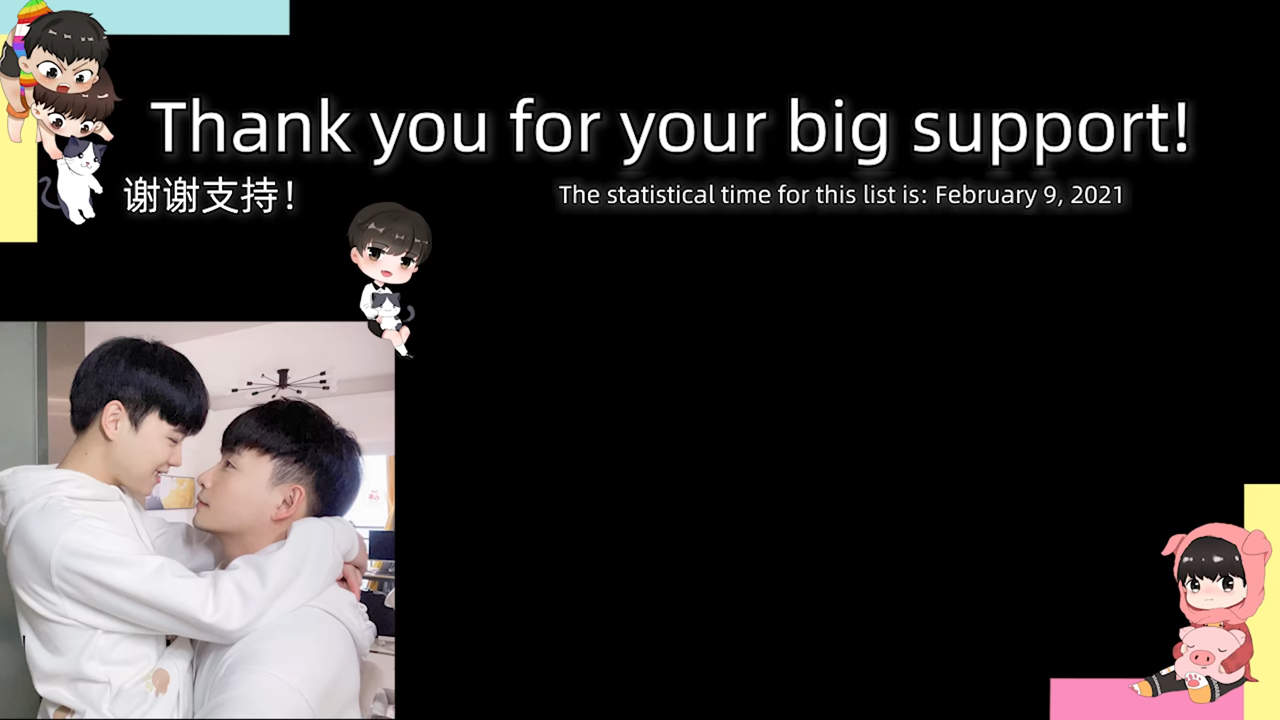 Thank you for your big support!
谢谢支持！
The statistical time for this list is: February 9, 2021